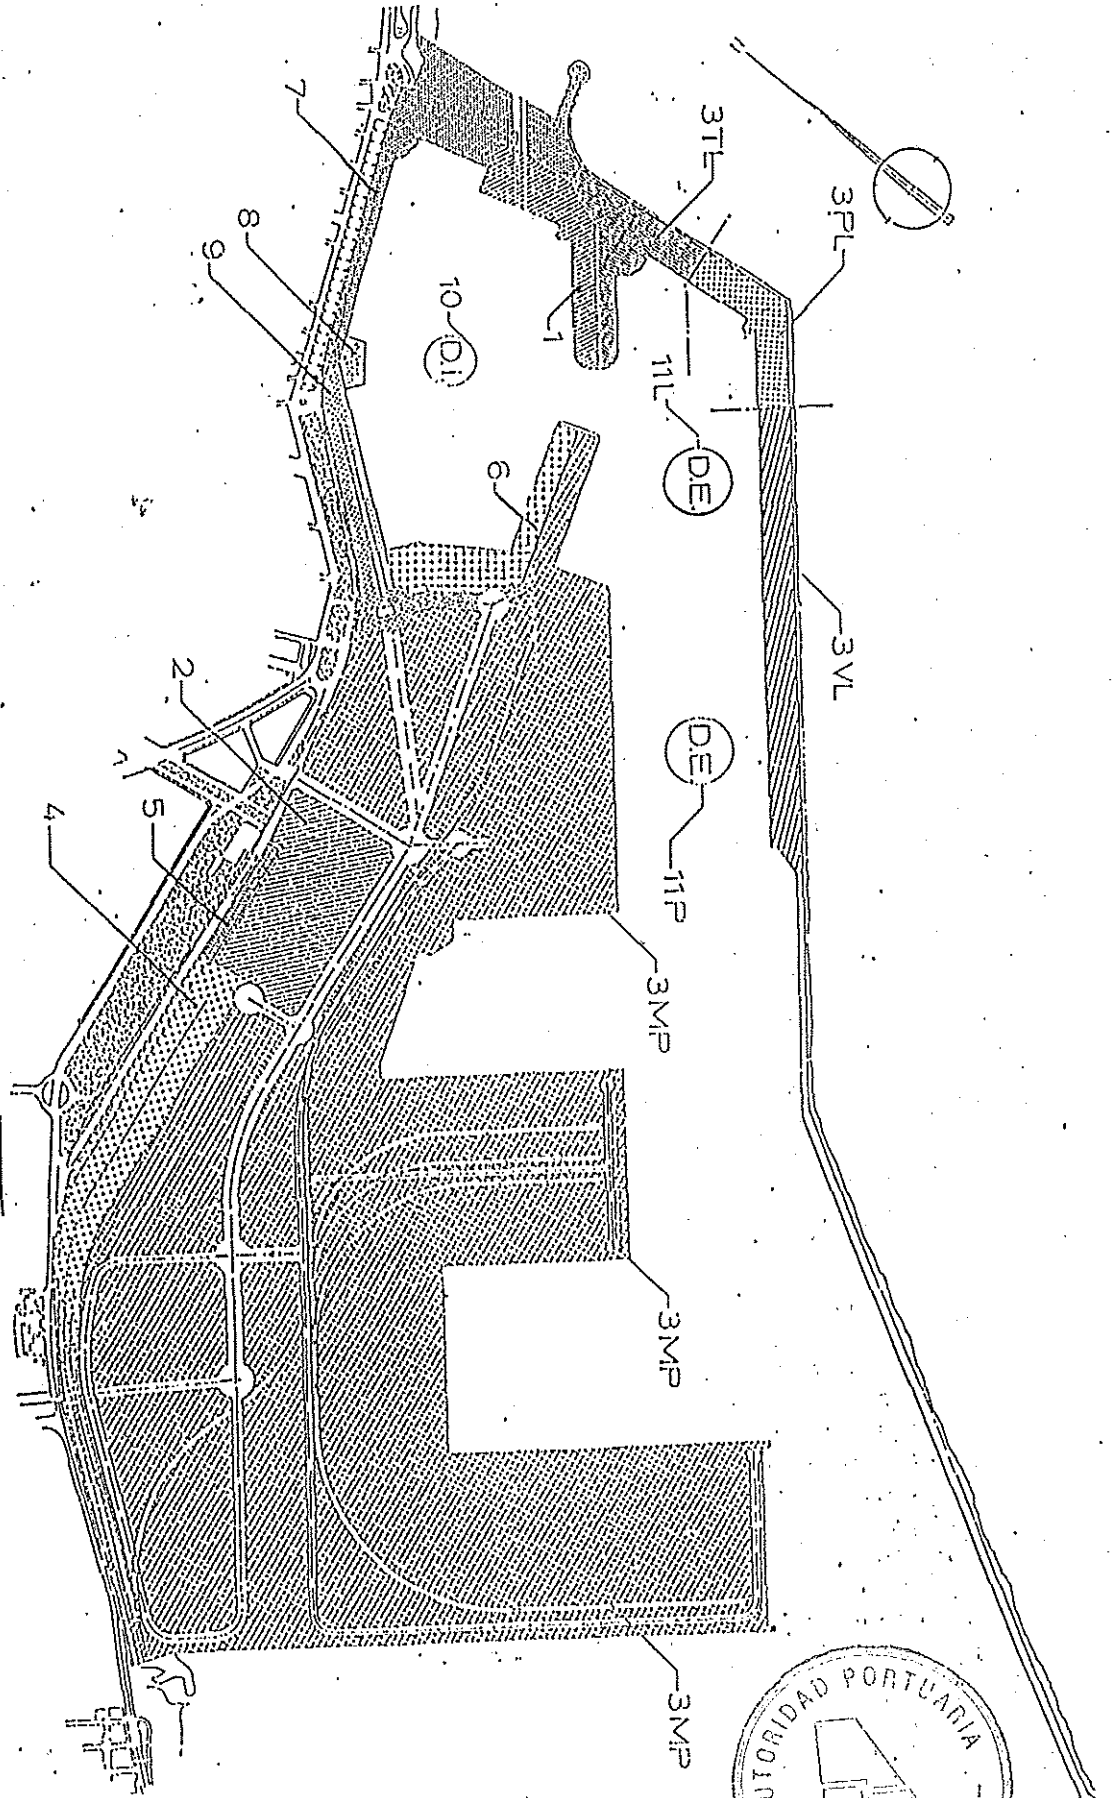 3TL
3PL
7
8
9
10
D.I.
1
11L
D.E.
6
3VL
D.E.
11P
2
5
4
3MP
3MP
3MP
AUTORIDAD PORTUARIA